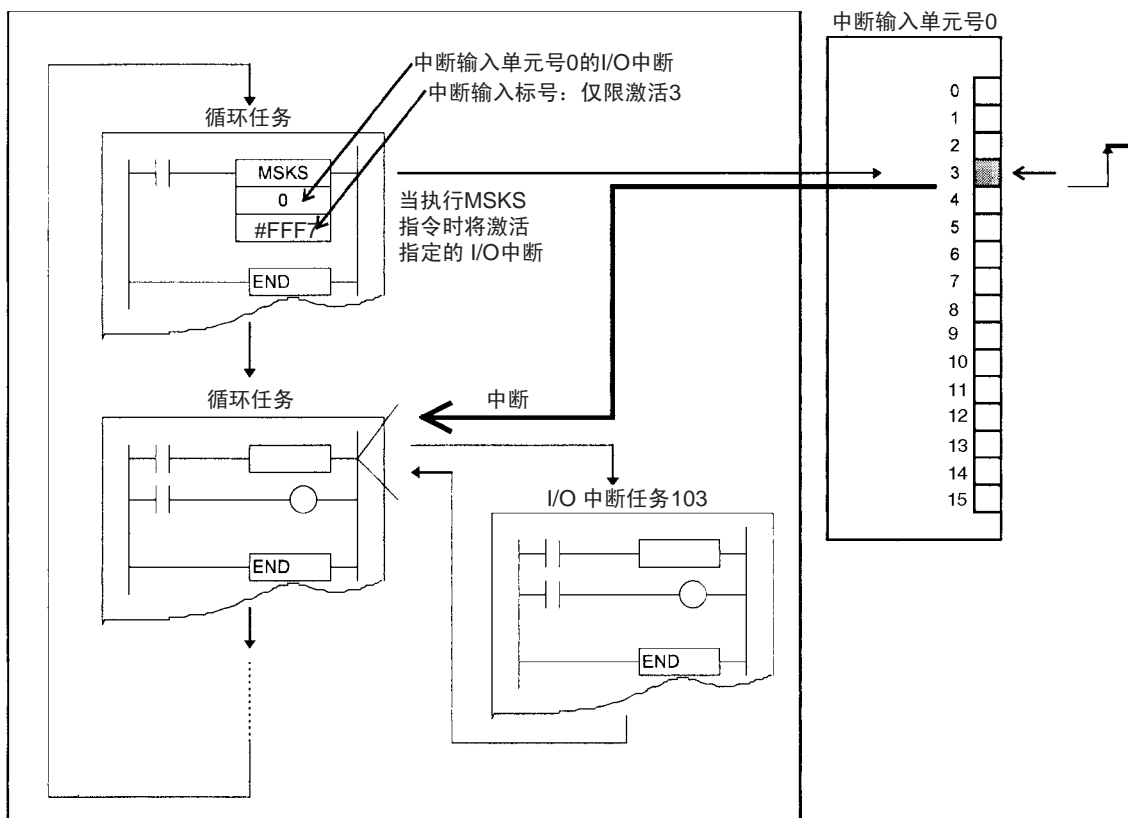 中断输入单元号0
中断输入单元号0的I/O中断
中断输入标号：仅限激活3
循环任务
MSKS
0
#FFF7
END
当执行MSKS
指令时将激活
指定的 I/O中断
0
1
2
3
4
5
6
7
8
9
10
11
12
13
14
15
循环任务
中断
END
I/O 中断任务103
END